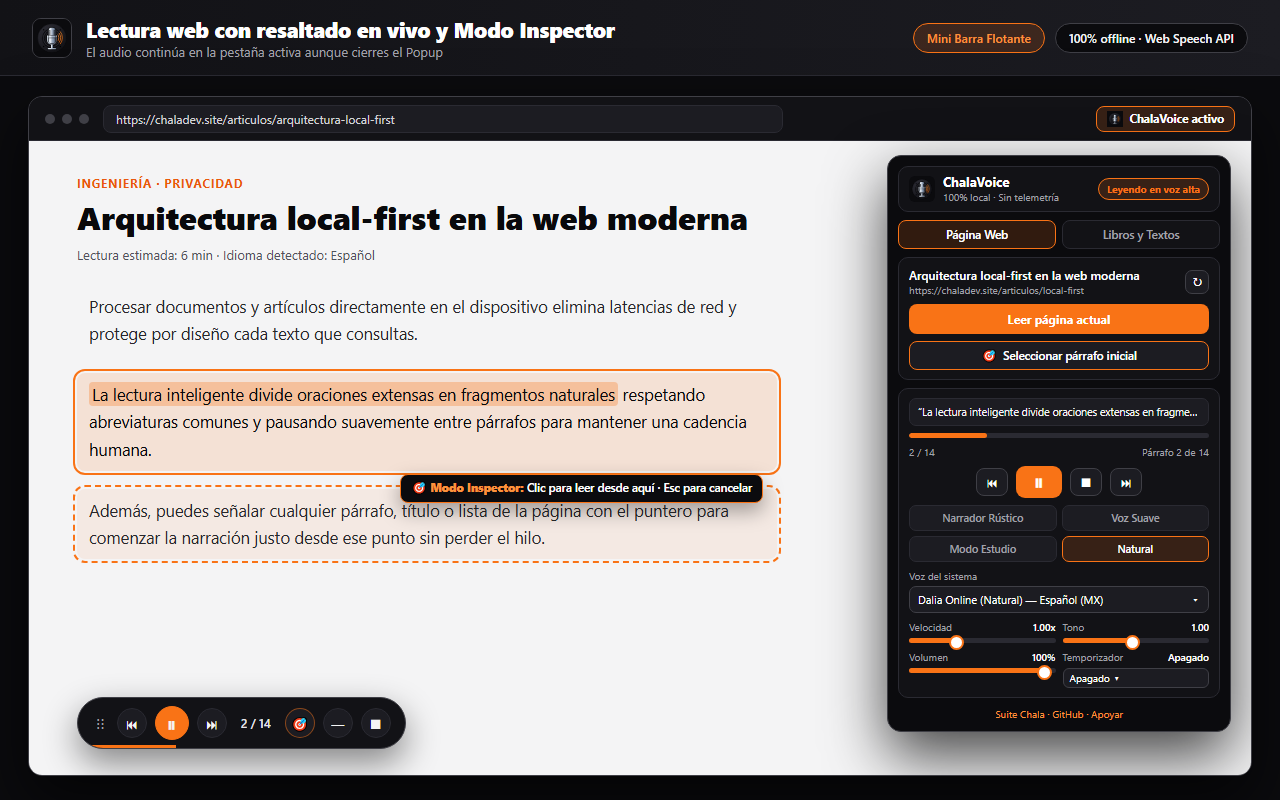 Lectura web con resaltado en vivo y Modo Inspector
El audio continúa en la pestaña activa aunque cierres el Popup
Mini Barra Flotante
100% offline · Web Speech API
https://chaladev.site/articulos/arquitectura-local-first
ChalaVoice activo
INGENIERÍA · PRIVACIDAD
Arquitectura local-first en la web moderna
Lectura estimada: 6 min · Idioma detectado: Español
Procesar documentos y artículos directamente en el dispositivo elimina latencias de red y
protege por diseño cada texto que consultas.
La lectura inteligente divide oraciones extensas en fragmentos naturales respetando
abreviaturas comunes y pausando suavemente entre párrafos para mantener una cadencia
humana.
🎯 Modo Inspector: Clic para leer desde aquí · Esc para cancelar
Además, puedes señalar cualquier párrafo, título o lista de la página con el puntero para
comenzar la narración justo desde ese punto sin perder el hilo.
2 / 14
ChalaVoice
100% local · Sin telemetría
Leyendo en voz alta
Página Web
Libros y Textos
Arquitectura local-first en la web moderna
https://chaladev.site/articulos/local-first
Leer página actual
🎯 Seleccionar párrafo inicial
“La lectura inteligente divide oraciones extensas en fragme...
2 / 14
Párrafo 2 de 14
Narrador Rústico
Voz Suave
Modo Estudio
Natural
Voz del sistema
Dalia Online (Natural) — Español (MX)
Velocidad 1.00x
Tono 1.00
Volumen 100%
Temporizador Apagado
Apagado
Suite Chala · GitHub · Apoyar